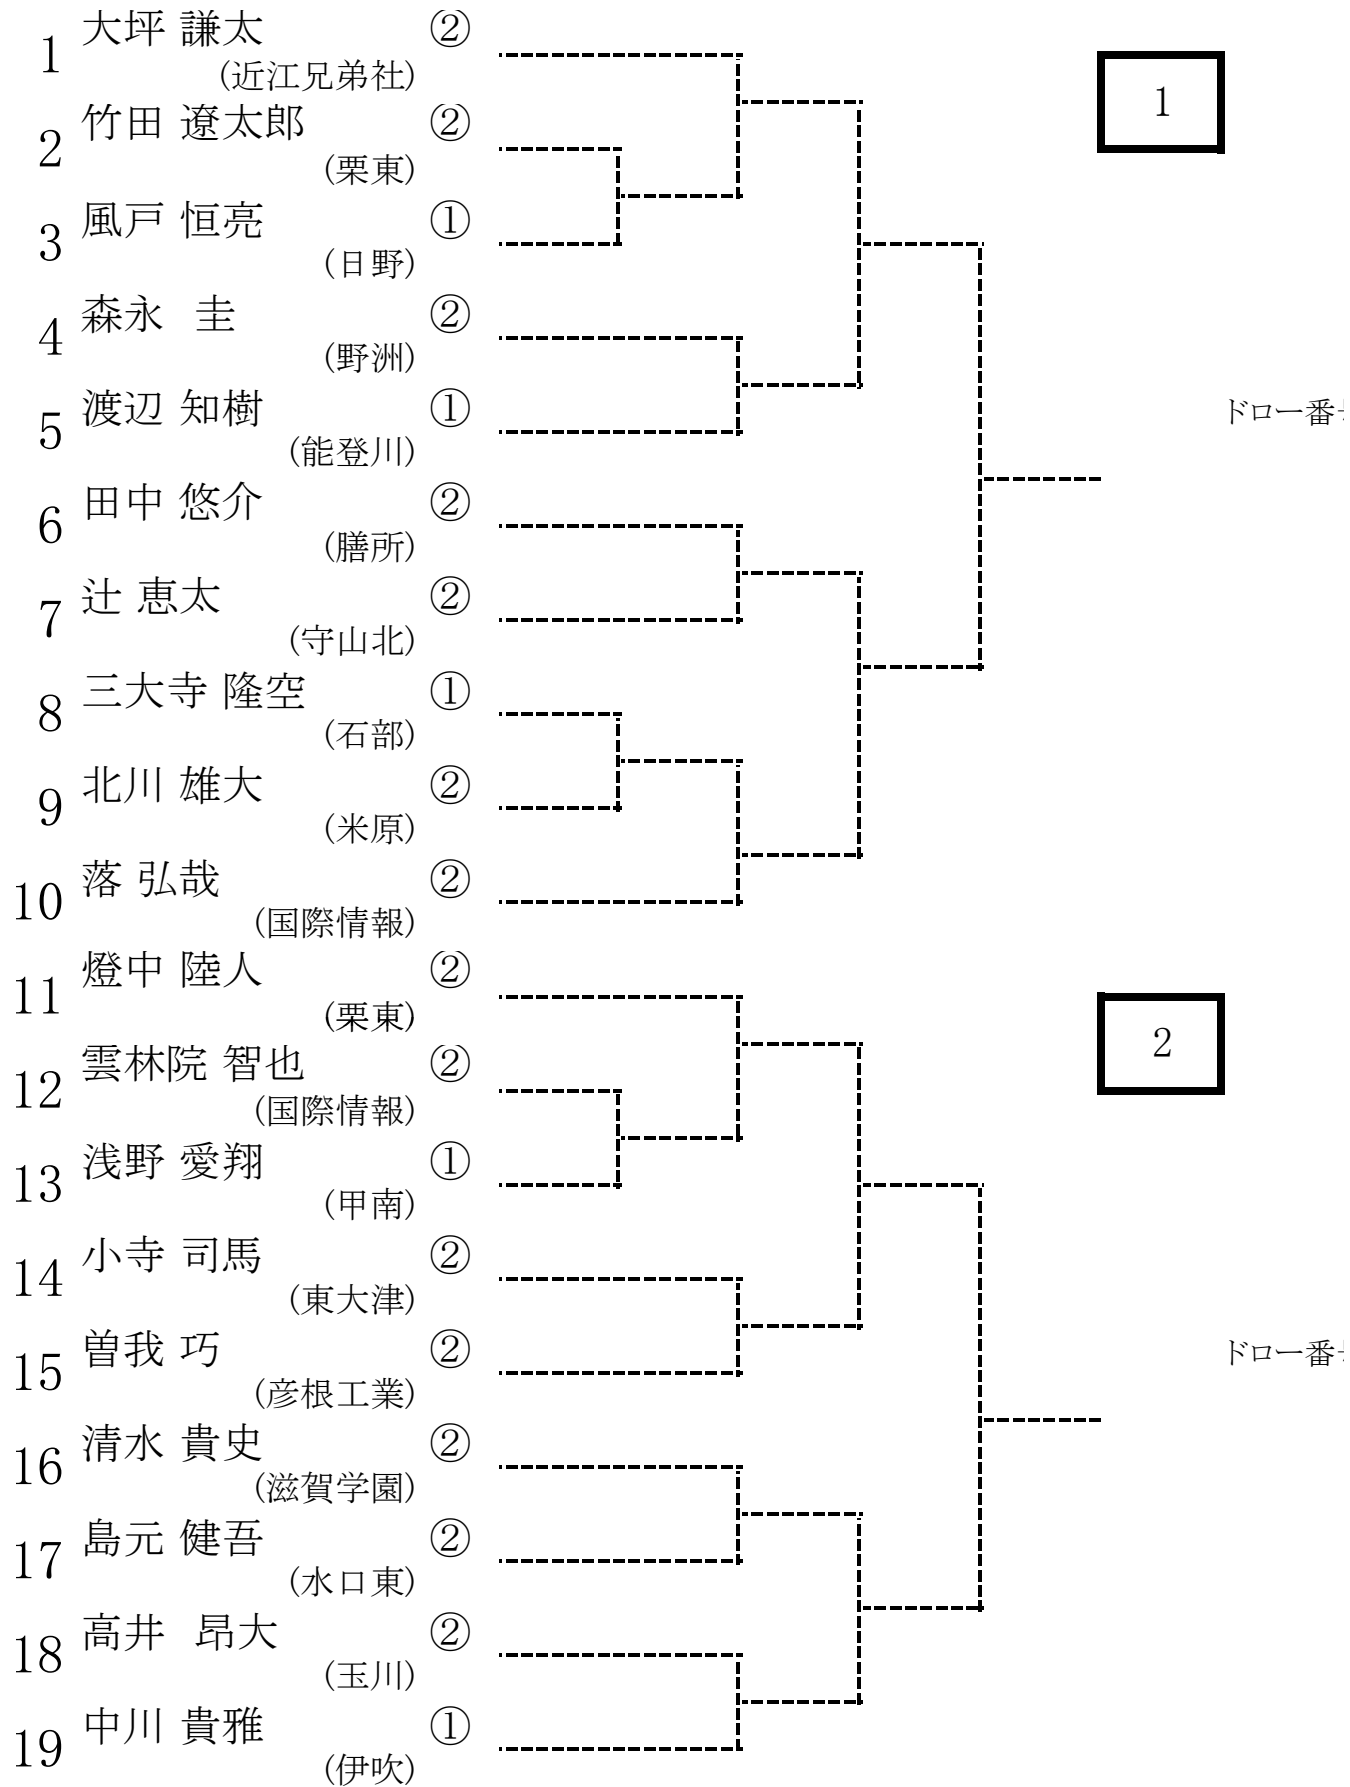 1 大坪 謙太 ②
(近江兄弟社)
1
2 竹田 遼太郎 ②
(栗東)
3 風戸 恒亮 ①
(日野)
4 森永 圭 ②
(野洲)
5 渡辺 知樹 ①
(能登川)
ドロー番
6 田中 悠介 ②
(膳所)
7 辻 恵太 ②
(守山北)
8 三大寺 隆空 ①
(石部)
9 北川 雄大 ②
(米原)
10 落 弘哉 ②
(国際情報)
11 燈中 陸人 ②
(栗東)
2
12 雲林院 智也 ②
(国際情報)
13 浅野 愛翔 ①
(甲南)
14 小寺 司馬 ②
(東大津)
15 曽我 巧 ②
(彦根工業)
ドロー番
16 清水 貴史 ②
(滋賀学園)
17 島元 健吾 ②
(水口東)
18 高井 昂大 ②
(玉川)
19 中川 貴雅 ①
(伊吹)